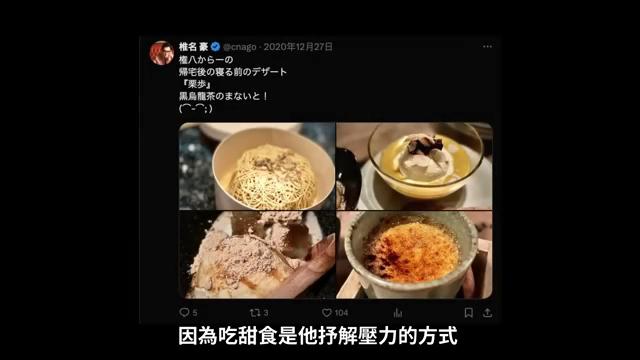 椎名 豪 @cnago · 2020年12月27日
権八からーの
帰宅後の寝る前のデザート
『栗歩』
黒烏龍茶のまないと！
(⌒-⌒; )
5 3 104
因為吃甜食是他抒解壓力的方式